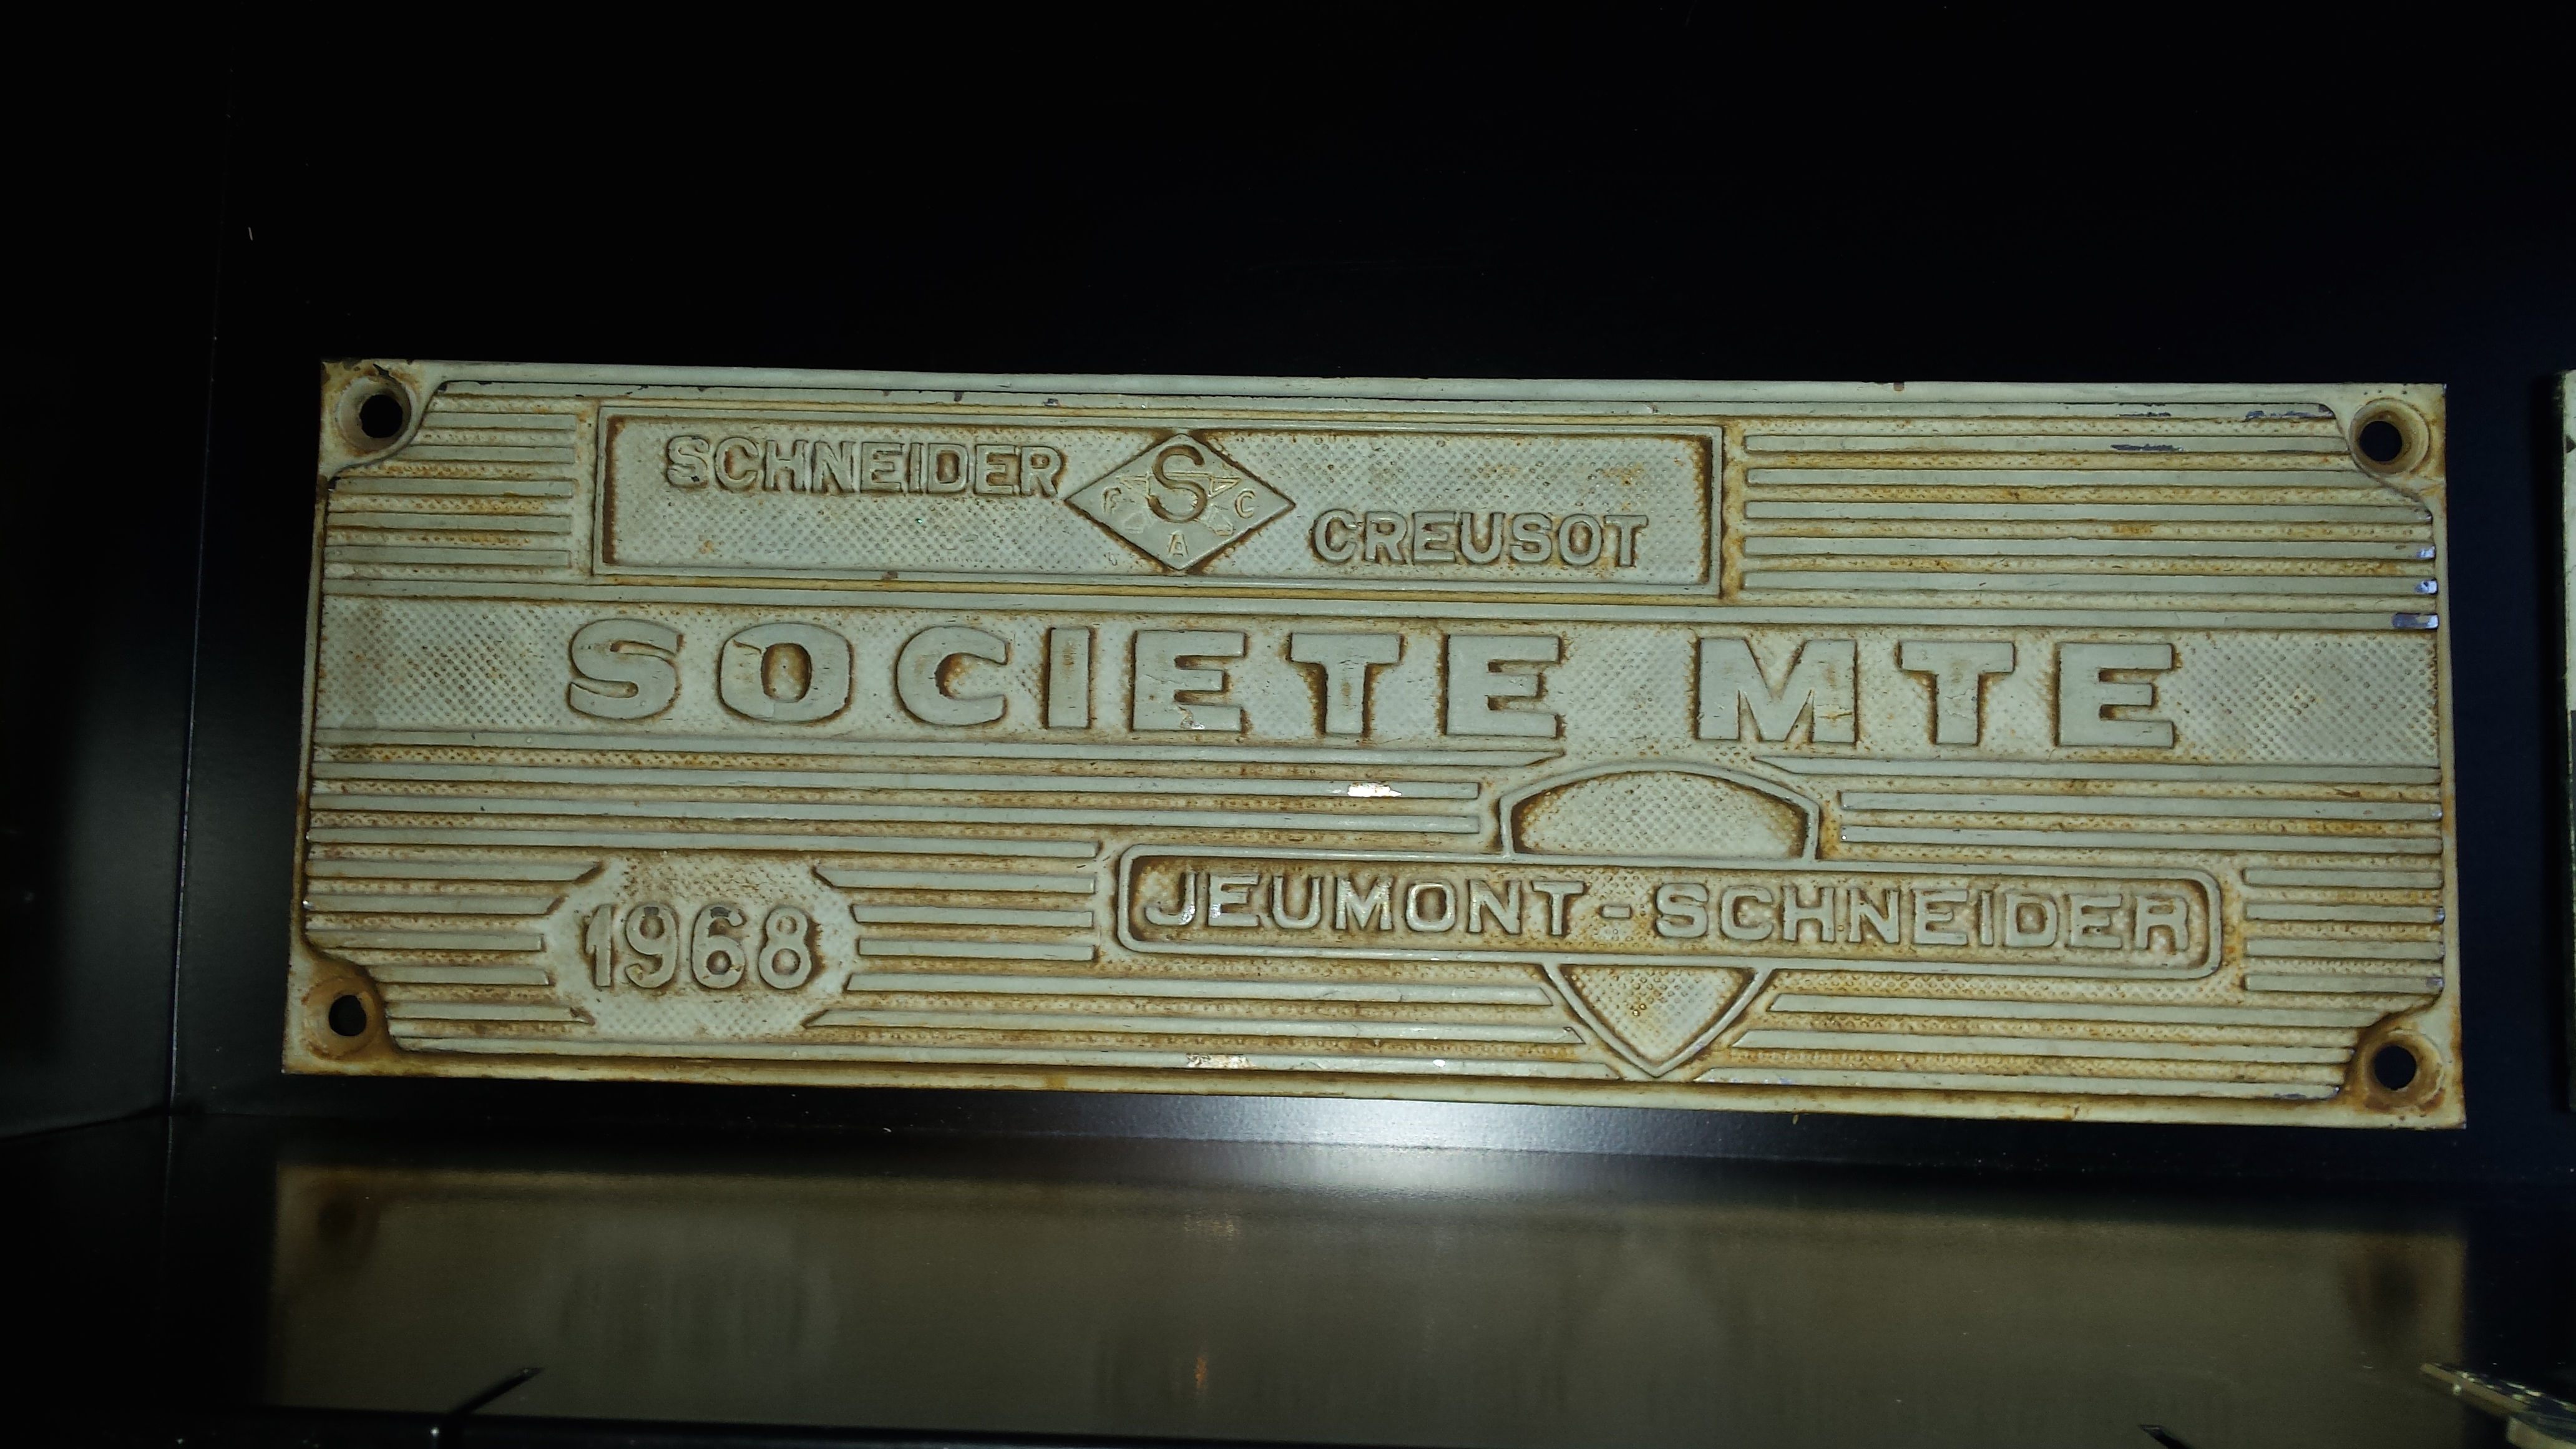 SCHNEIDER
S
F C
A
CREUSOT
SOCIETE MTE
JEUMONT-SCHNEIDER
1968